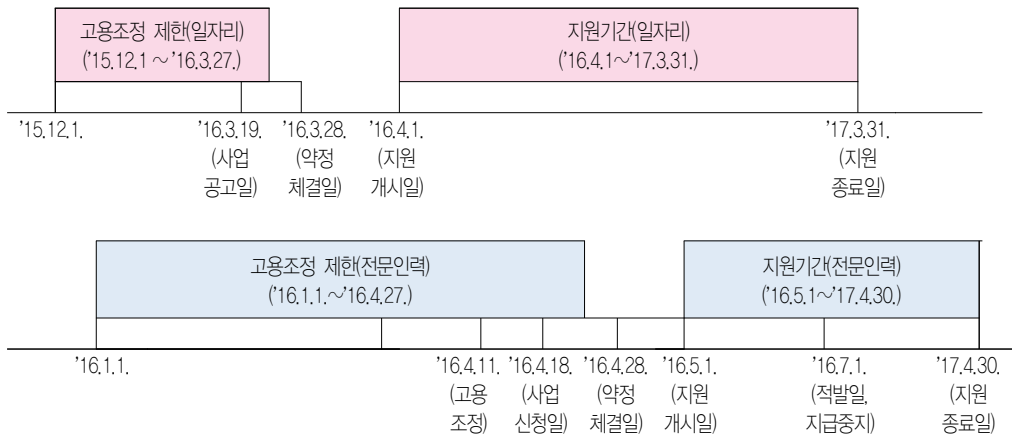 고용조정 제한(일자리)
('15.12.1 ~ '16.3.27.)
지원기간(일자리)
('16.4.1~'17.3.31.)
'15.12.1.
'16.3.19.
(사업
공고일)
'16.3.28.
(약정
체결일)
'16.4.1.
(지원
개시일)
'17.3.31.
(지원
종료일)
고용조정 제한(전문인력)
('16.1.1.~'16.4.27.)
지원기간(전문인력)
('16.5.1~'17.4.30.)
'16.1.1.
'16.4.11.
(고용
조정)
'16.4.18.
(사업
신청일)
'16.4.28.
(약정
체결일)
'16.5.1.
(지원
개시일)
'16.7.1.
(적발일,
지급중지)
'17.4.30.
(지원
종료일)